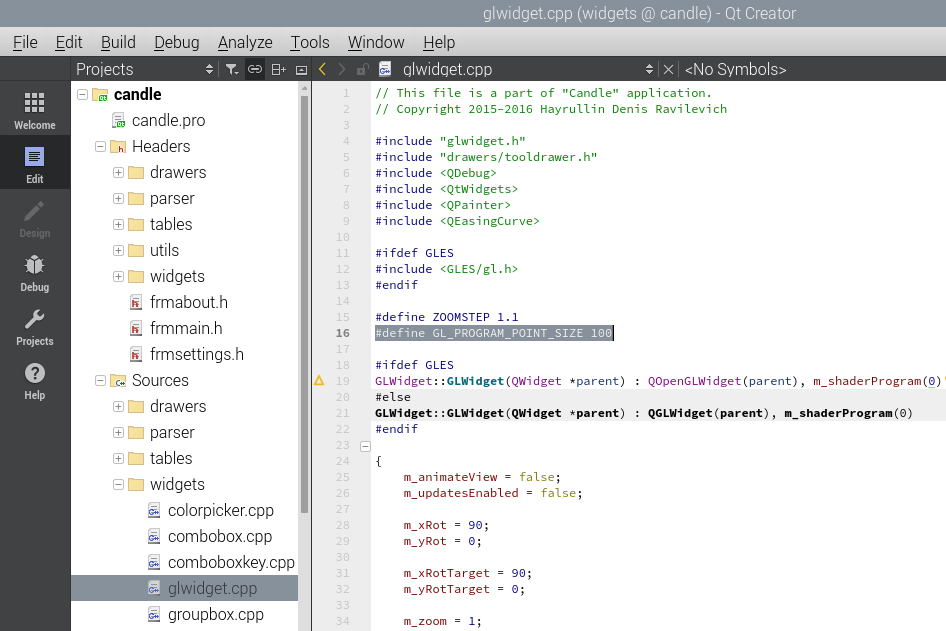 glwidget.cpp (widgets @ candle) - Qt Creator
File Edit Build Debug Analyze Tools Window Help
Projects
glwidget.cpp
<No Symbols>
Welcome
Edit
Design
Debug
Projects
Help
candle
candle.pro
Headers
drawers
parser
tables
utils
widgets
frmabout.h
frmmain.h
frmsettings.h
Sources
drawers
parser
tables
widgets
colorpicker.cpp
combobox.cpp
comboboxkey.cpp
glwidget.cpp
groupbox.cpp
1 // This file is a part of "Candle" application.
2 // Copyright 2015-2016 Hayrullin Denis Ravilevich
3
4 #include "glwidget.h"
5 #include "drawers/tooldrawer.h"
6 #include <QDebug>
7 #include <QtWidgets>
8 #include <QPainter>
9 #include <QEasingCurve>
10
11 #ifdef GLES
12 #include <GLES/gl.h>
13 #endif
14
15 #define ZOOMSTEP 1.1
16 #define GL_PROGRAM_POINT_SIZE 100
17
18 #ifdef GLES
19 GLWidget::GLWidget(QWidget *parent) : QOpenGLWidget(parent), m_shaderProgram(0)
20 #else
21 GLWidget::GLWidget(QWidget *parent) : QGLWidget(parent), m_shaderProgram(0)
22 #endif
23
24 {
25 m_animateView = false;
26 m_updatesEnabled = false;
27
28 m_xRot = 90;
29 m_yRot = 0;
30
31 m_xRotTarget = 90;
32 m_yRotTarget = 0;
33
34 m_zoom = 1;